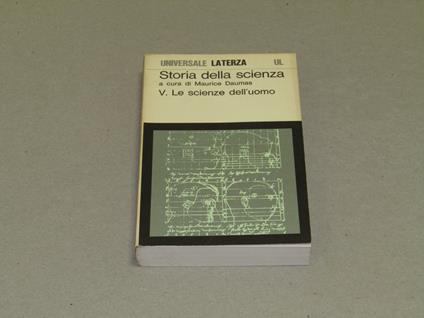 UNIVERSALE LATERZA UL
Storia della scienza
a cura di Maurice Daumas
V. Le scienze dell'uomo